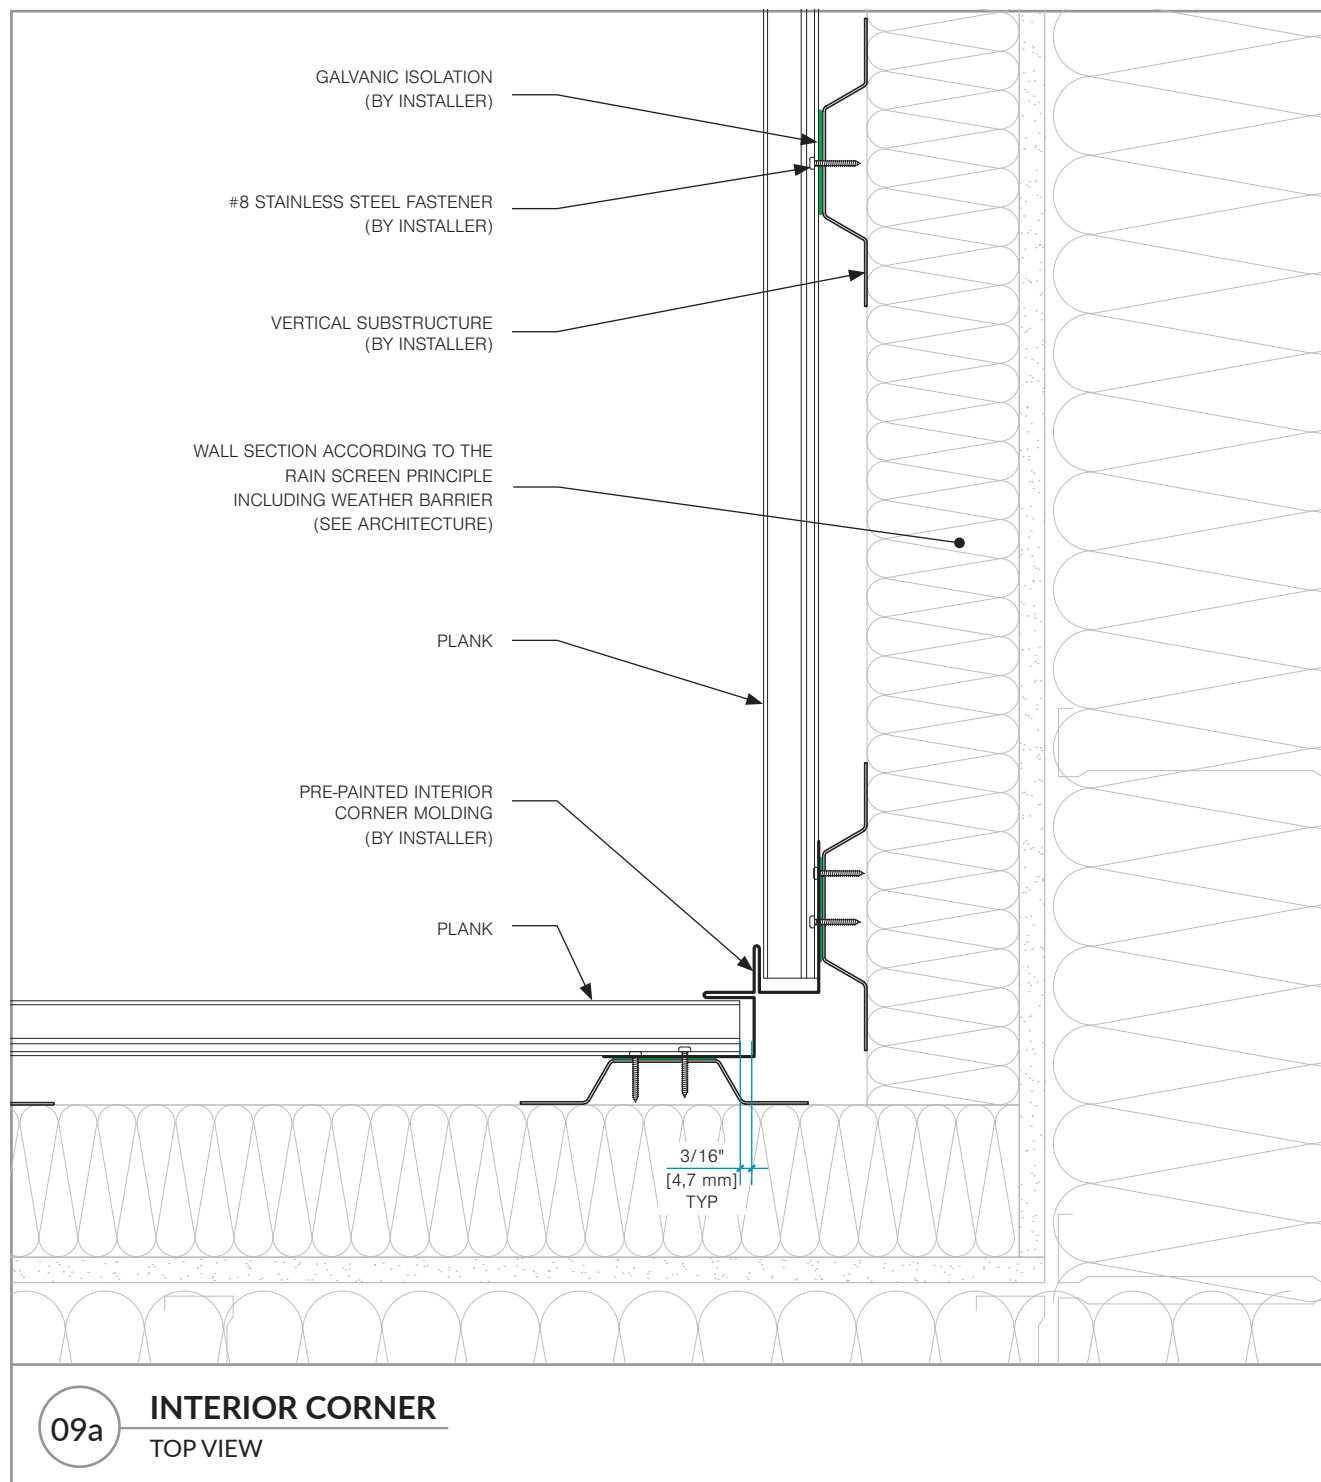 GALVANIC ISOLATION
(BY INSTALLER)
#8 STAINLESS STEEL FASTENER
(BY INSTALLER)
VERTICAL SUBSTRUCTURE
(BY INSTALLER)
WALL SECTION ACCORDING TO THE
RAIN SCREEN PRINCIPLE
INCLUDING WEATHER BARRIER
(SEE ARCHITECTURE)
PLANK
PRE-PAINTED INTERIOR
CORNER MOLDING
(BY INSTALLER)
PLANK
3/16"
[4,7 mm]
TYP
09a
INTERIOR CORNER
TOP VIEW